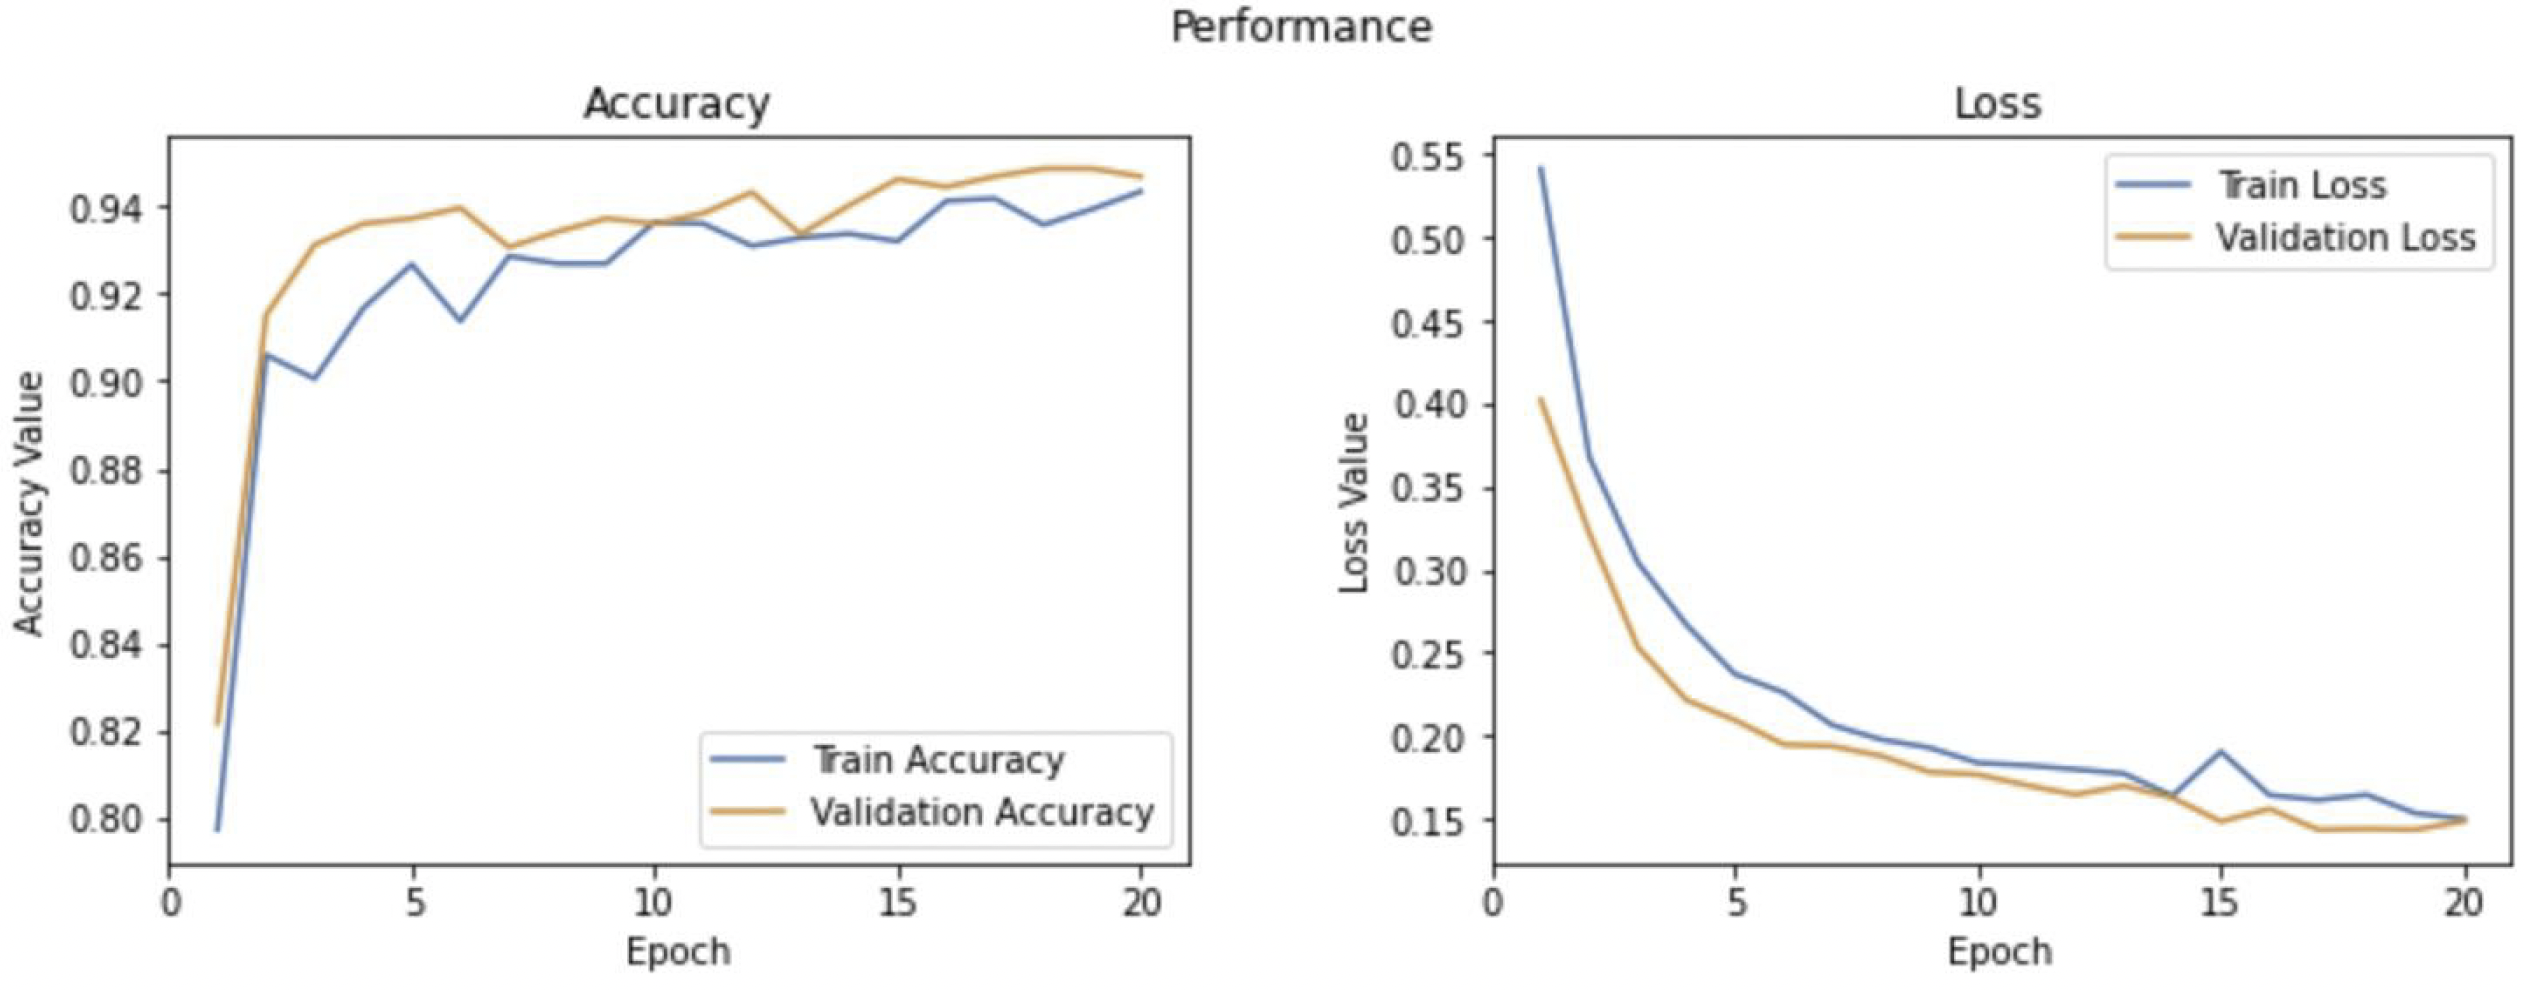 Performance
Accuracy
Accuracy Value
0.94
0.92
0.90
0.88
0.86
0.84
0.82
0.80
Train Accuracy
Validation Accuracy
0
5
10
15
20
Epoch
Loss
Loss Value
0.55
0.50
0.45
0.40
0.35
0.30
0.25
0.20
0.15
Train Loss
Validation Loss
0
5
10
15
20
Epoch